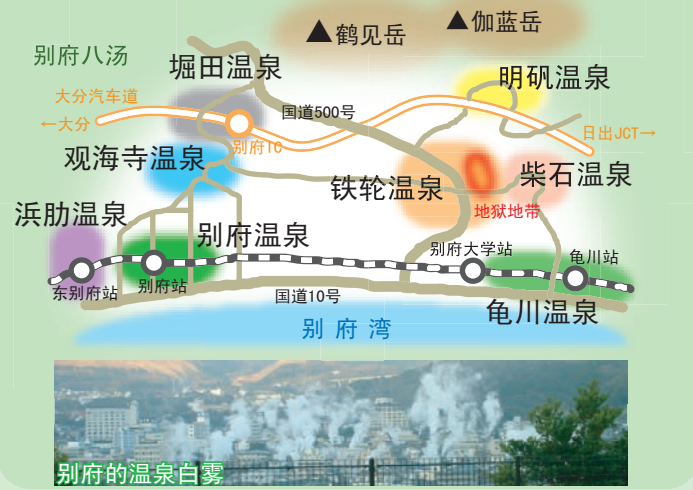 ▲鹤见岳
▲伽蓝岳
别府八汤
堀田温泉
明矾温泉
大分汽车道
←大分
国道500号
日出JCT→
别府IC
观海寺温泉
铁轮温泉
柴石温泉
地狱地带
浜肋温泉
别府温泉
别府大学站
龟川站
东别府站
别府站
国道10号
龟川温泉
别府湾
别府的温泉白雾